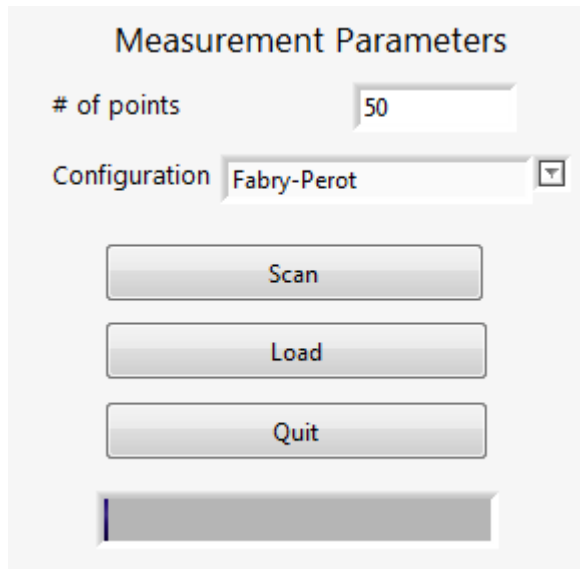 Measurement Parameters
# of points 50
Configuration Fabry-Perot
Scan
Load
Quit